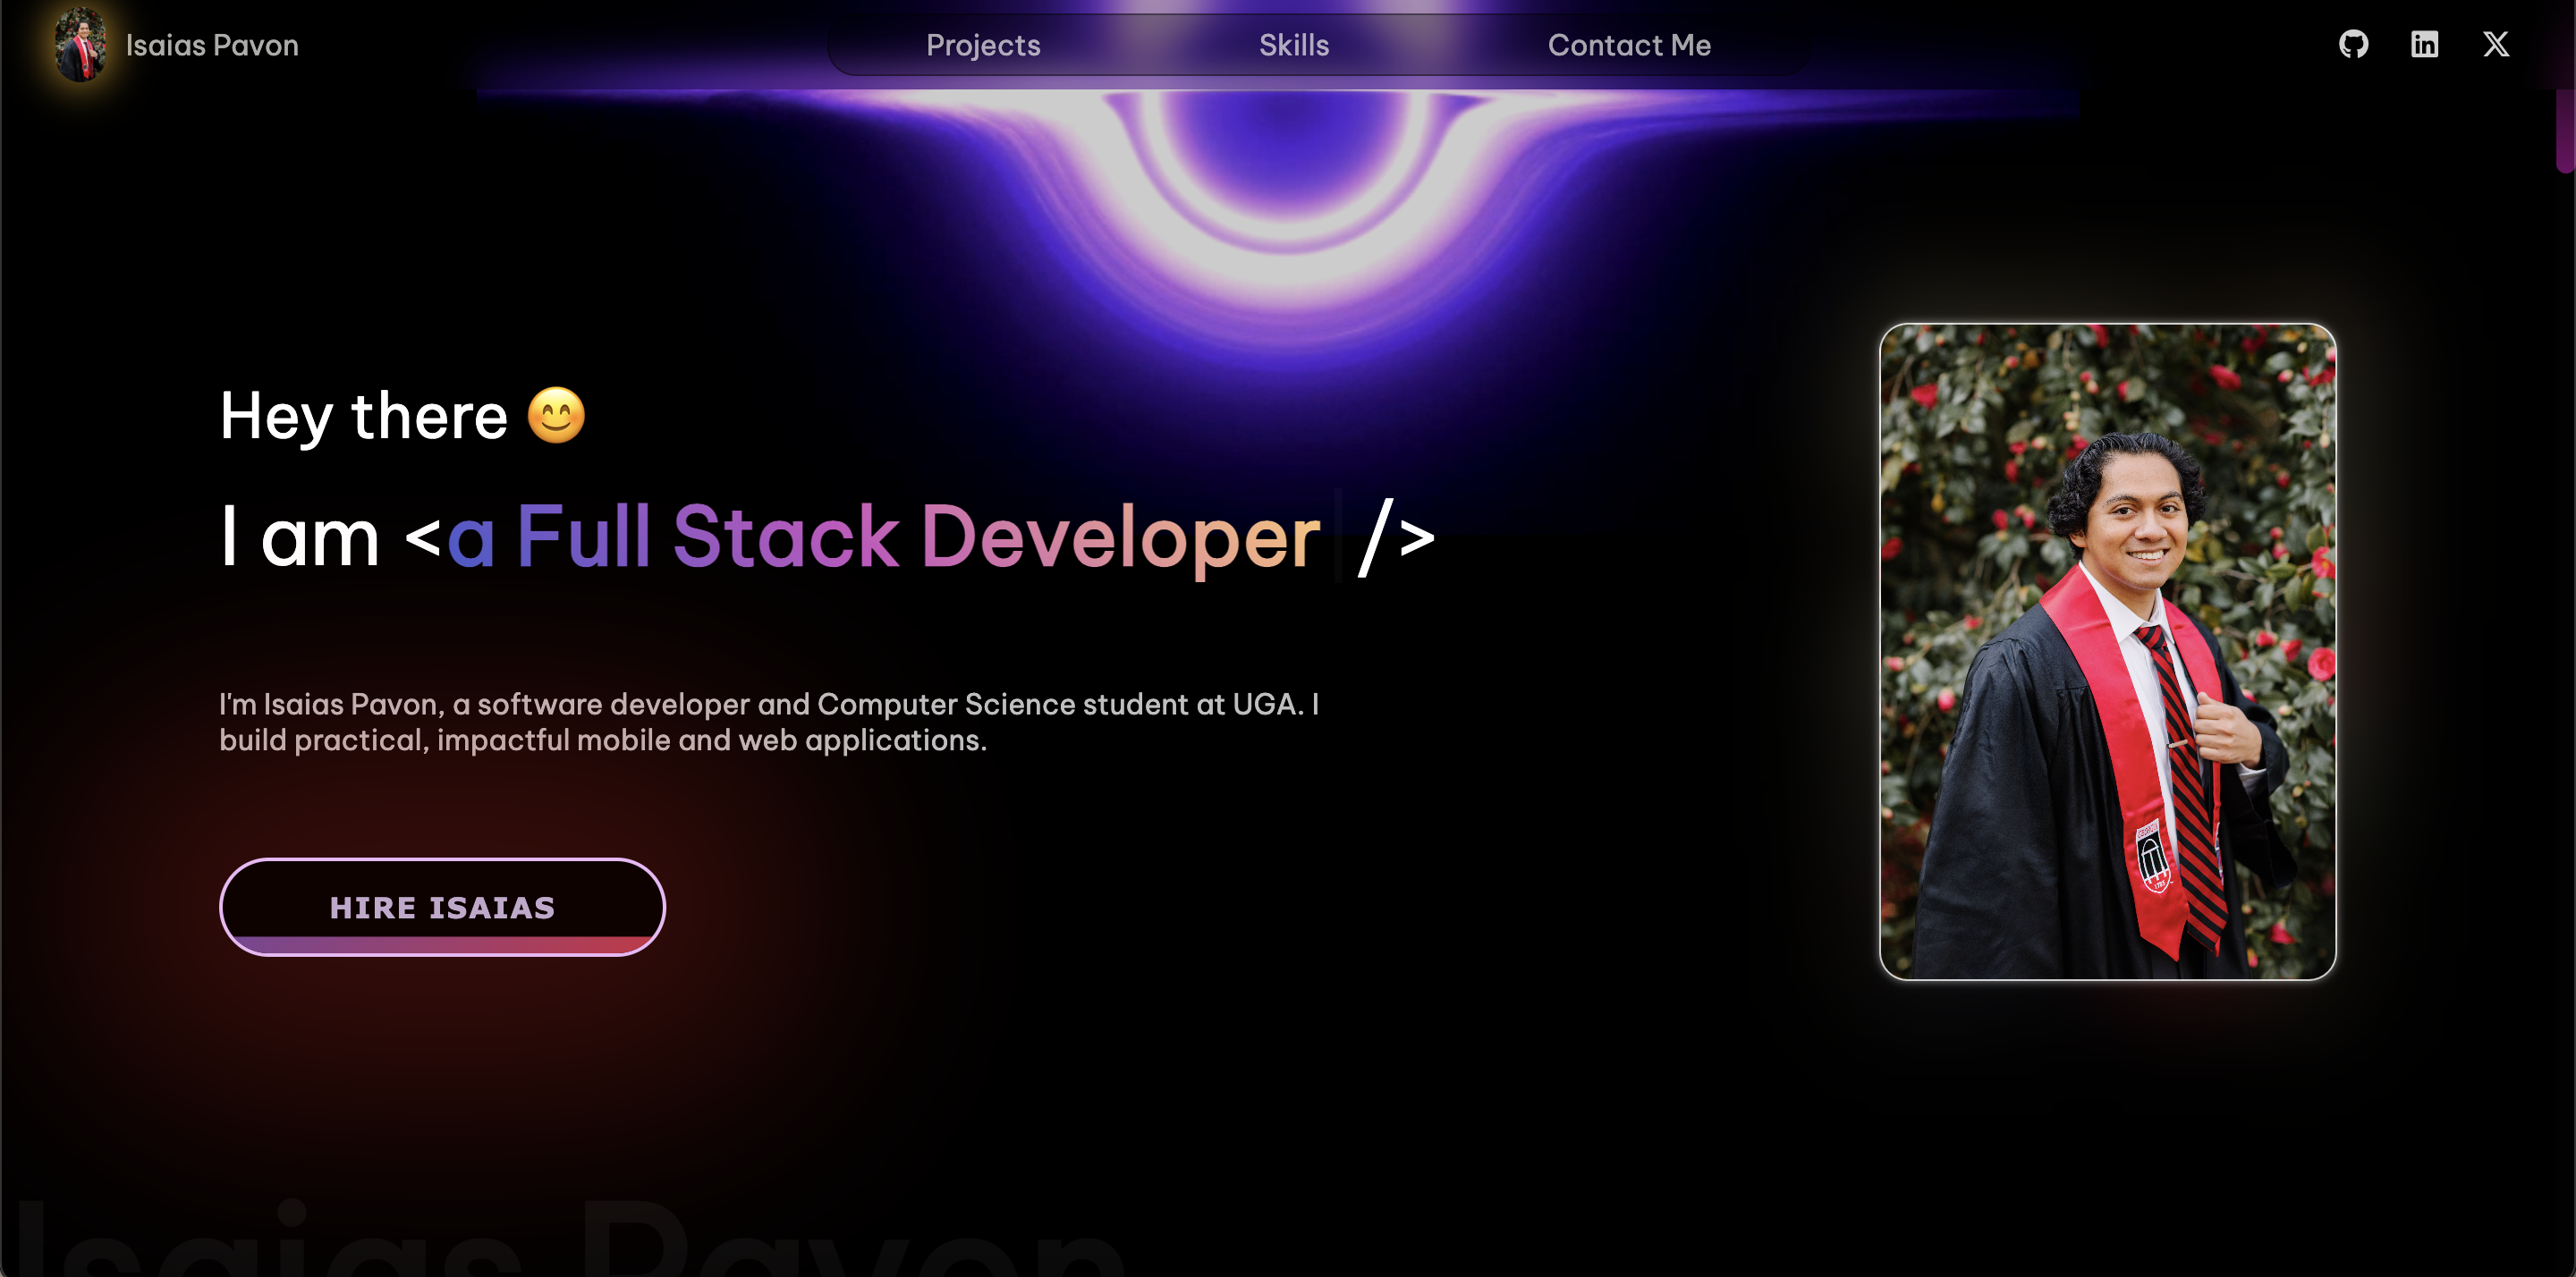 Isaias Pavon
Projects
Skills
Contact Me
Hey there 😊
I am <a Full Stack Developer />
I'm Isaias Pavon, a software developer and Computer Science student at UGA. I
build practical, impactful mobile and web applications.
HIRE ISAIAS
Isaias Pavon